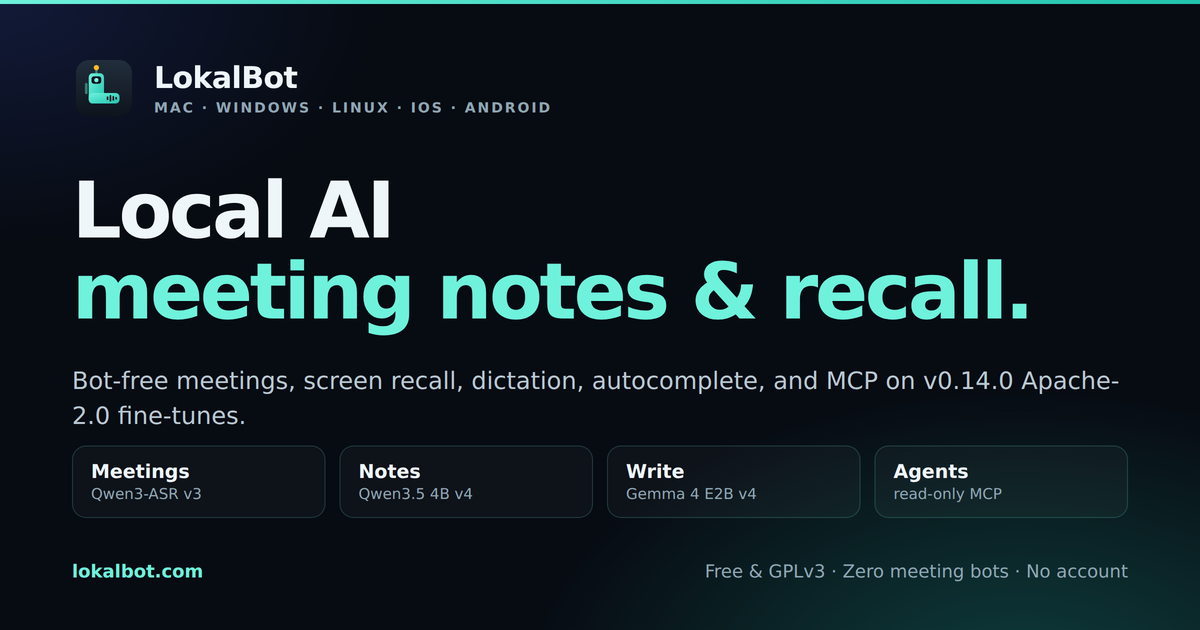 LokalBot
MAC · WINDOWS · LINUX · IOS · ANDROID
Local AI
meeting notes & recall.
Bot-free meetings, screen recall, dictation, autocomplete, and MCP on v0.14.0 Apache-
2.0 fine-tunes.
Meetings
Qwen3-ASR v3
Notes
Qwen3.5 4B v4
Write
Gemma 4 E2B v4
Agents
read-only MCP
lokalbot.com
Free & GPLv3 · Zero meeting bots · No account